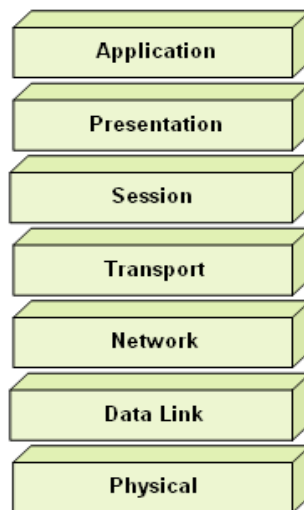 Application
Presentation
Session
Transport
Network
Data Link
Physical